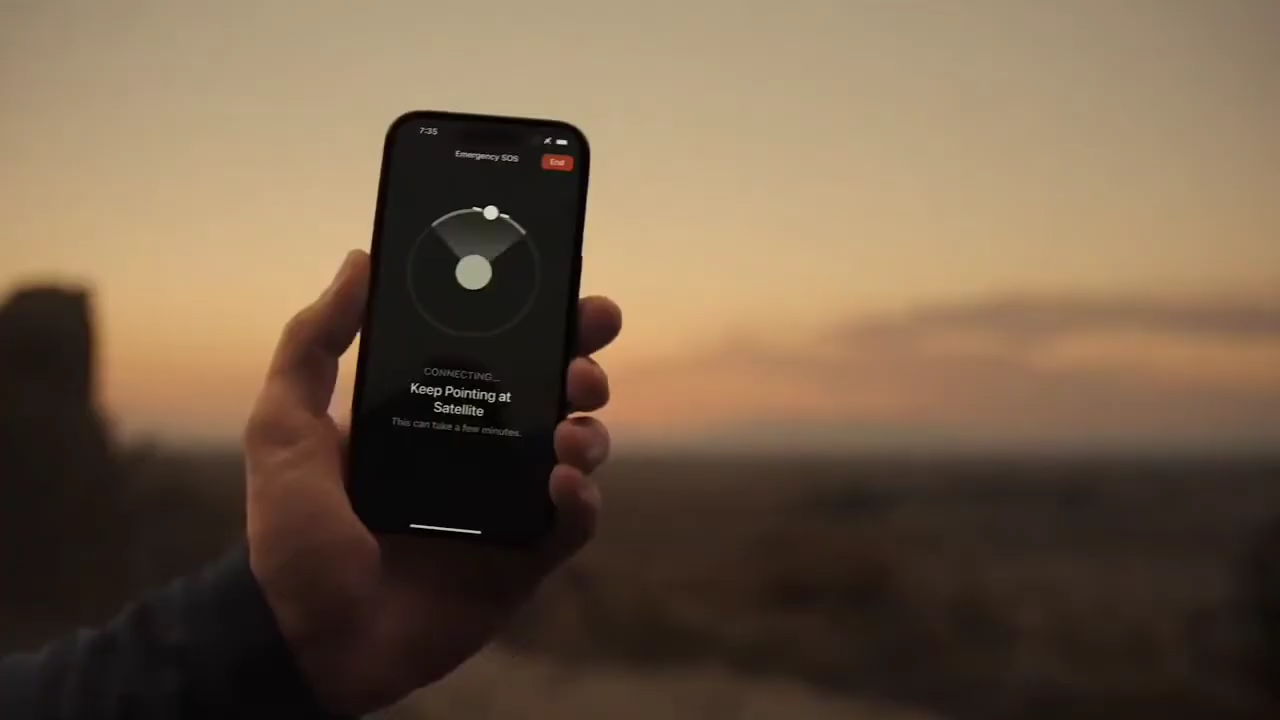 7:35
Emergency SOS
End
CONNECTING...
Keep Pointing at
Satellite
This can take a few minutes.